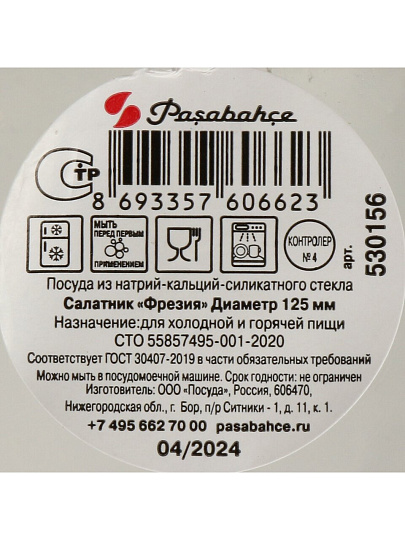 Paşabahçe
СТР
8 693357 606623
МЫТЬ
ПЕРЕД ПЕРВЫМ
ПРИМЕНЕНИЕМ
КОНТРОЛЕР
№ 4
арт. 530156
Посуда из натрий-кальций-силикатного стекла
Салатник «Фрезия» Диаметр 125 мм
Назначение:для холодной и горячей пищи
СТО 55857495-001-2020
Соответствует ГОСТ 30407-2019 в части обязательных требований
Можно мыть в посудомоечной машине. Срок годности: не ограничен
Изготовитель: ООО «Посуда», Россия, 606470,
Нижегородская обл., г. Бор, п/р Ситники - 1, д. 11, к. 1.
+7 495 662 70 00 pasabahce.ru
04/2024